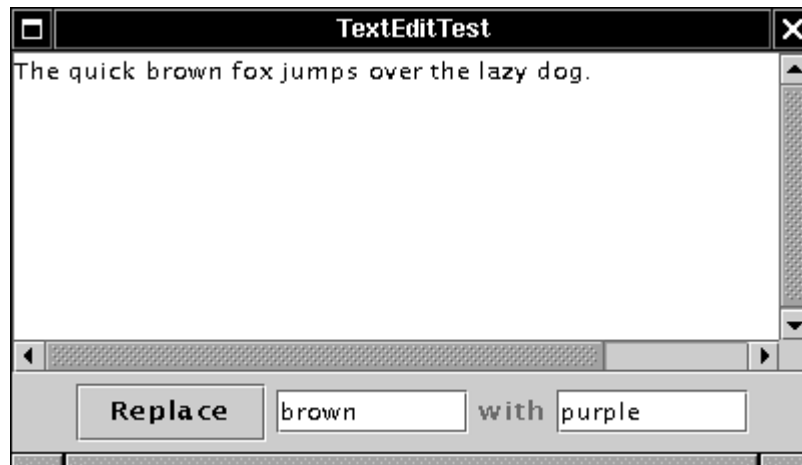 TextEditTest
The quick brown fox jumps over the lazy dog.
Replace brown with purple